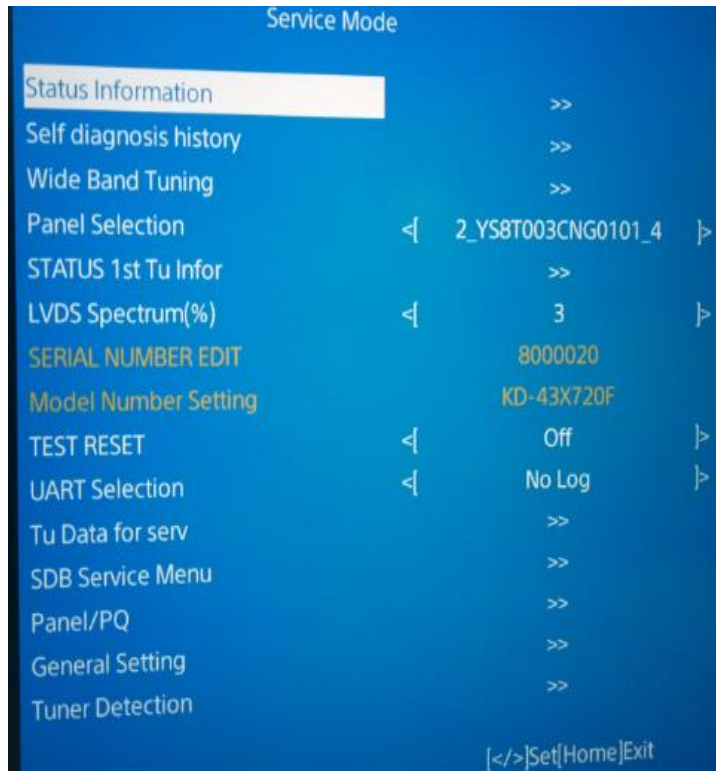 Service Mode
Status Information >>
Self diagnosis history >>
Wide Band Tuning >>
Panel Selection <[ 2_YS8T003CNG0101_4 ]>
STATUS 1st Tu Infor >>
LVDS Spectrum(%) <[ 3 ]>
SERIAL NUMBER EDIT 8000020
Model Number Setting KD-43X720F
TEST RESET <[ Off ]>
UART Selection <[ No Log ]>
Tu Data for serv >>
SDB Service Menu >>
Panel/PQ >>
General Setting >>
Tuner Detection >>
[</>]Set[Home]Exit